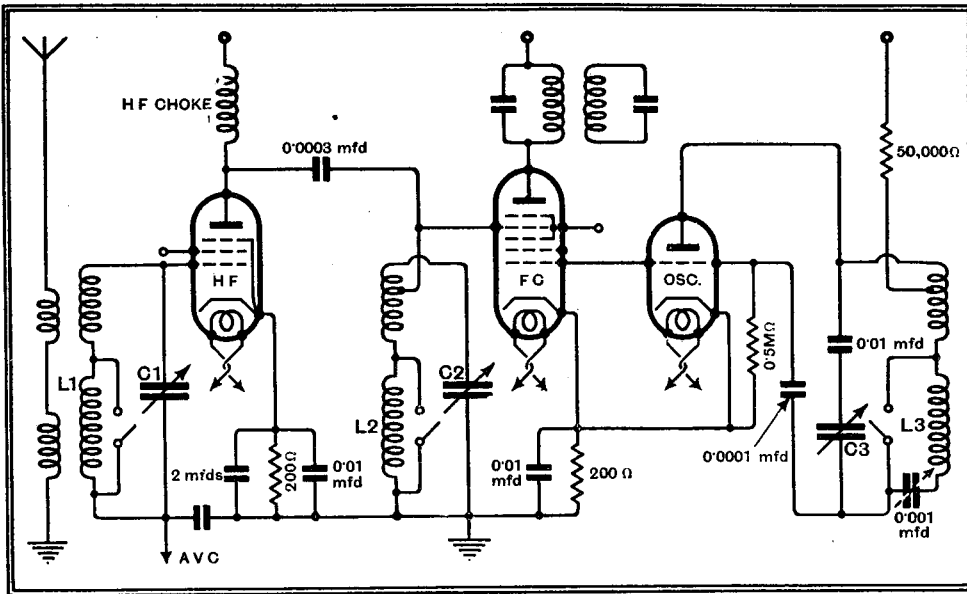 HF CHOKE
0.0003 mfd
50,000Ω
HF
FC
OSC.
0.5MΩ
0.01 mfd
L1
C1
L2
C2
C3
L3
2 mfds
200Ω
0.01
mfd
0.01
mfd
200 Ω
0.0001 mfd
0.001
mfd
AVC